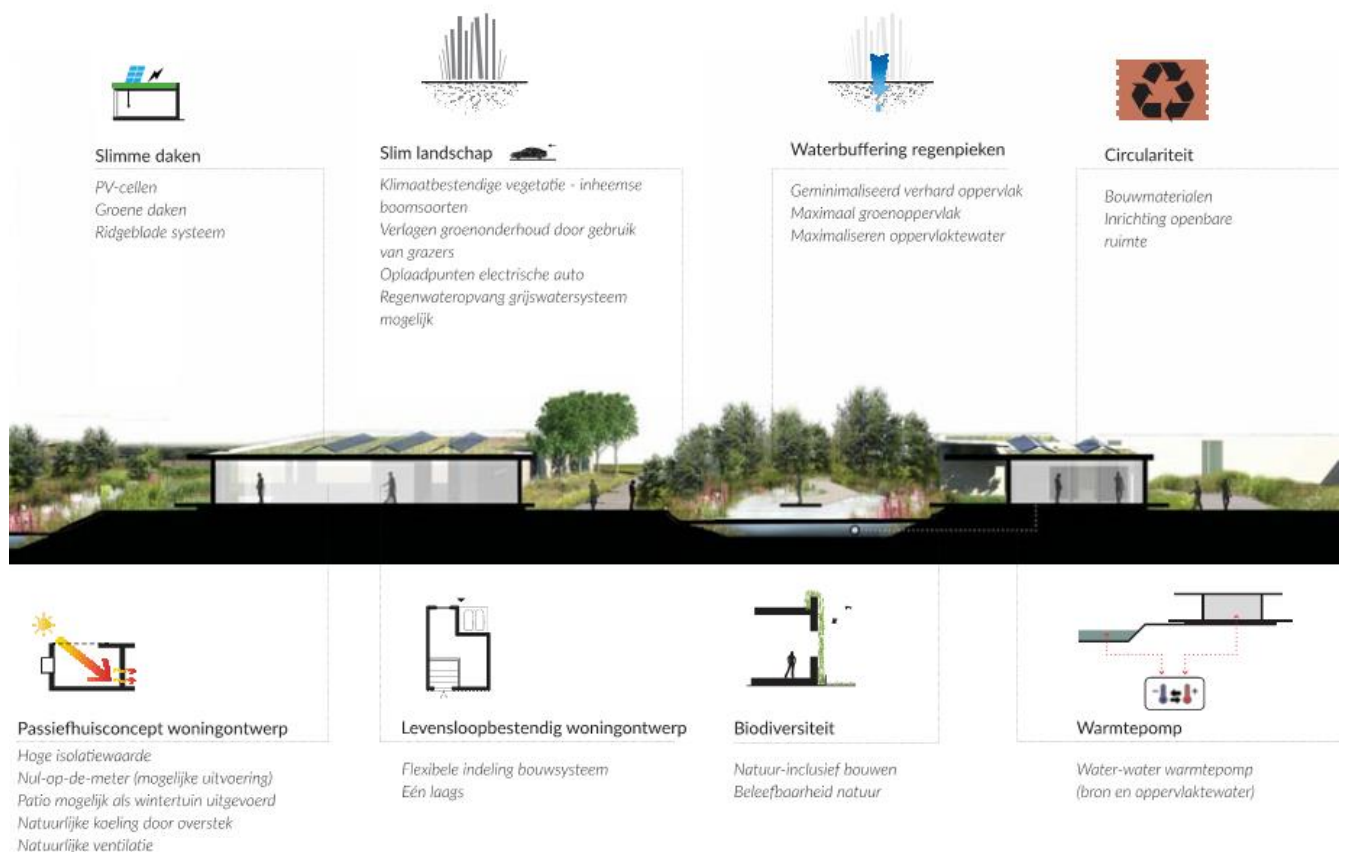 Slimme daken
PV-cellen
Groene daken
Ridgeblade systeem
Slim landschap
Klimaatbestendige vegetatie - inheemse
boomsoorten
Verlagen groenonderhoud door gebruik
van grazers
Oplaadpunten electrische auto
Regenwateropvang grijswatersysteem
mogelijk
Waterbuffering regenpieken
Geminimaliseerd verhard oppervlak
Maximaal groenoppervlak
Maximaliseren oppervlaktewater
Circulariteit
Bouwmaterialen
Inrichting openbare
ruimte
Passiefhuisconcept woningontwerp
Hoge isolatiewaarde
Nul-op-de-meter (mogelijke uitvoering)
Patio mogelijk als wintertuin uitgevoerd
Natuurlijke koeling door overstek
Natuurlijke ventilatie
Levensloopbestendig woningontwerp
Flexibele indeling bouwsysteem
Eén laags
Biodiversiteit
Natuur-inclusief bouwen
Beleefbaarheid natuur
Warmtepomp
Water-water warmtepomp
(bron en oppervlaktewater)